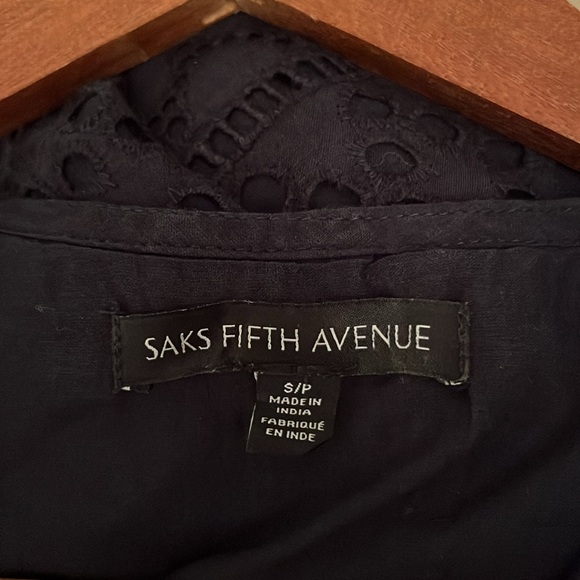 SAKS FIFTH AVENUE
S/P
MADE IN
INDIA
FABRIQUÉ
EN INDE